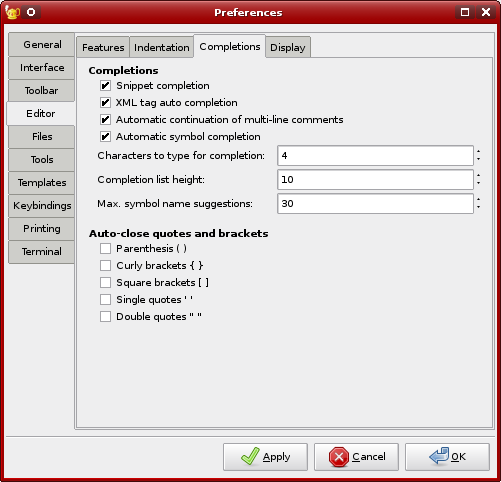 Preferences
General
Interface
Toolbar
Editor
Files
Tools
Templates
Keybindings
Printing
Terminal
Features Indentation Completions Display
Completions
Snippet completion
XML tag auto completion
Automatic continuation of multi-line comments
Automatic symbol completion
Characters to type for completion: 4
Completion list height: 10
Max. symbol name suggestions: 30
Auto-close quotes and brackets
Parenthesis ( )
Curly brackets { }
Square brackets [ ]
Single quotes ' '
Double quotes " "
Apply Cancel OK